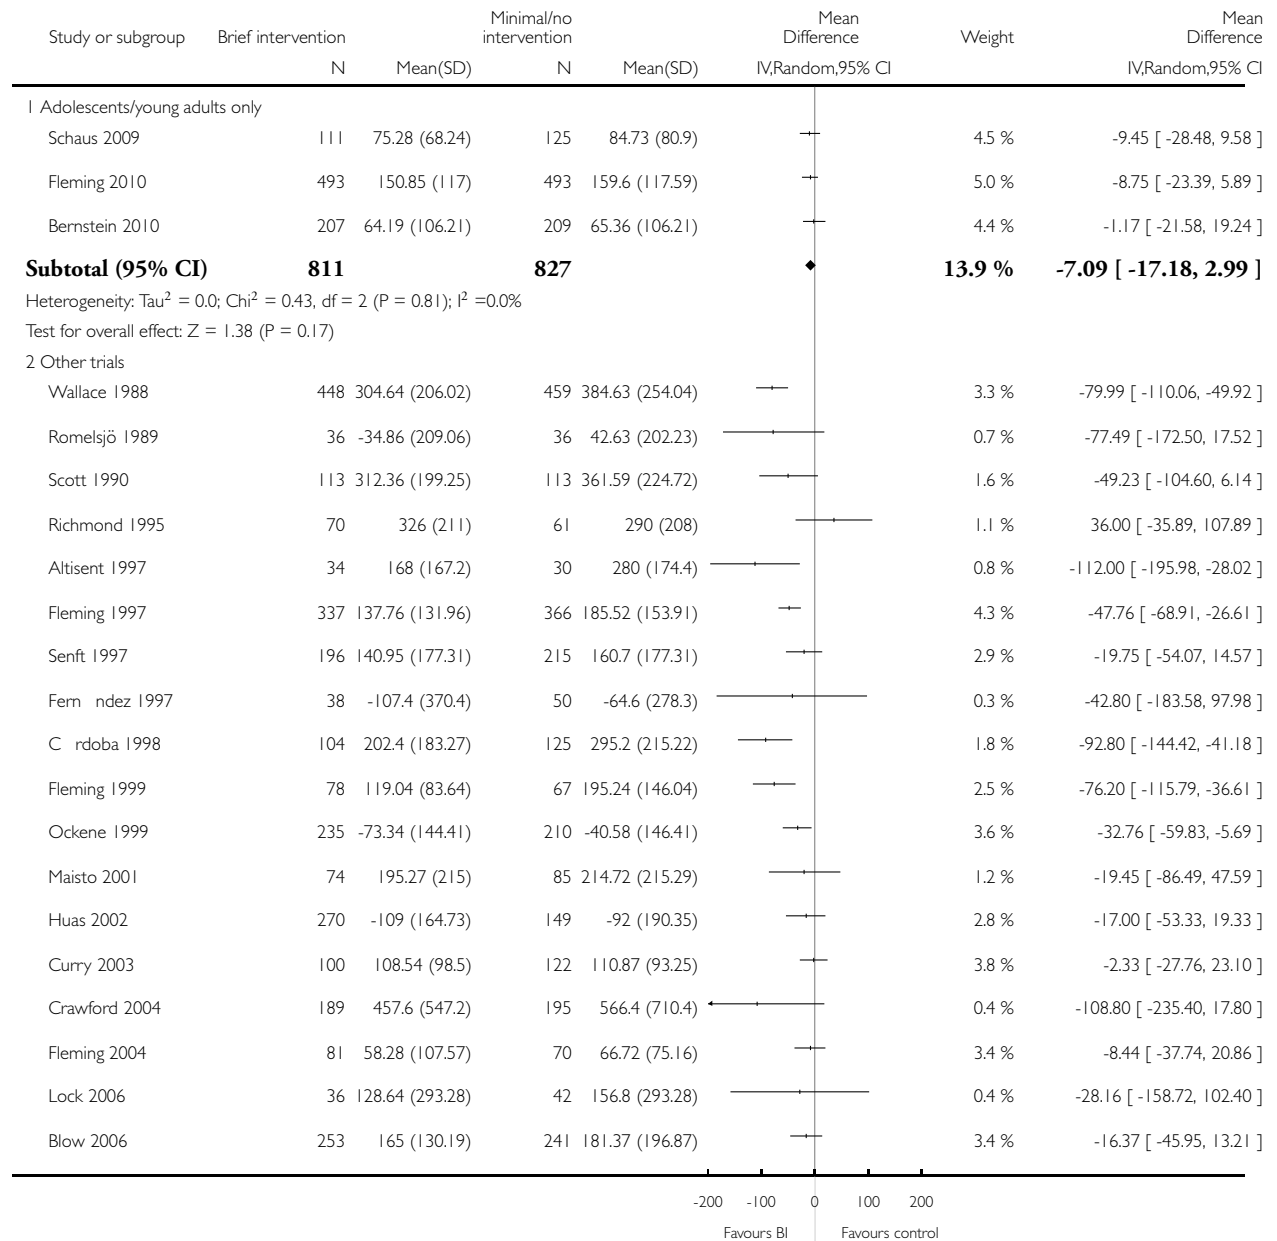 Study or subgroup Brief intervention Minimal/no intervention Mean Difference Weight Mean Difference
N Mean(SD) N Mean(SD) IV,Random,95% CI IV,Random,95% CI
1 Adolescents/young adults only
Schaus 2009 111 75.28 (68.24) 125 84.73 (80.9) 4.5 % -9.45 [ -28.48, 9.58 ]
Fleming 2010 493 150.85 (117) 493 159.6 (117.59) 5.0 % -8.75 [ -23.39, 5.89 ]
Bernstein 2010 207 64.19 (106.21) 209 65.36 (106.21) 4.4 % -1.17 [ -21.58, 19.24 ]
Subtotal (95% CI) 811 827 13.9 % -7.09 [ -17.18, 2.99 ]
Heterogeneity: Tau² = 0.0; Chi² = 0.43, df = 2 (P = 0.81); I² =0.0%
Test for overall effect: Z = 1.38 (P = 0.17)
2 Other trials
Wallace 1988 448 304.64 (206.02) 459 384.63 (254.04) 3.3 % -79.99 [ -110.06, -49.92 ]
Romelsjö 1989 36 -34.86 (209.06) 36 42.63 (202.23) 0.7 % -77.49 [ -172.50, 17.52 ]
Scott 1990 113 312.36 (199.25) 113 361.59 (224.72) 1.6 % -49.23 [ -104.60, 6.14 ]
Richmond 1995 70 326 (211) 61 290 (208) 1.1 % 36.00 [ -35.89, 107.89 ]
Altisent 1997 34 168 (167.2) 30 280 (174.4) 0.8 % -112.00 [ -195.98, -28.02 ]
Fleming 1997 337 137.76 (131.96) 366 185.52 (153.91) 4.3 % -47.76 [ -68.91, -26.61 ]
Senft 1997 196 140.95 (177.31) 215 160.7 (177.31) 2.9 % -19.75 [ -54.07, 14.57 ]
Fern ndez 1997 38 -107.4 (370.4) 50 -64.6 (278.3) 0.3 % -42.80 [ -183.58, 97.98 ]
C rdoba 1998 104 202.4 (183.27) 125 295.2 (215.22) 1.8 % -92.80 [ -144.42, -41.18 ]
Fleming 1999 78 119.04 (83.64) 67 195.24 (146.04) 2.5 % -76.20 [ -115.79, -36.61 ]
Ockene 1999 235 -73.34 (144.41) 210 -40.58 (146.41) 3.6 % -32.76 [ -59.83, -5.69 ]
Maisto 2001 74 195.27 (215) 85 214.72 (215.29) 1.2 % -19.45 [ -86.49, 47.59 ]
Huas 2002 270 -109 (164.73) 149 -92 (190.35) 2.8 % -17.00 [ -53.33, 19.33 ]
Curry 2003 100 108.54 (98.5) 122 110.87 (93.25) 3.8 % -2.33 [ -27.76, 23.10 ]
Crawford 2004 189 457.6 (547.2) 195 566.4 (710.4) 0.4 % -108.80 [ -235.40, 17.80 ]
Fleming 2004 81 58.28 (107.57) 70 66.72 (75.16) 3.4 % -8.44 [ -37.74, 20.86 ]
Lock 2006 36 128.64 (293.28) 42 156.8 (293.28) 0.4 % -28.16 [ -158.72, 102.40 ]
Blow 2006 253 165 (130.19) 241 181.37 (196.87) 3.4 % -16.37 [ -45.95, 13.21 ]
-200 -100 0 100 200
Favours BI Favours control